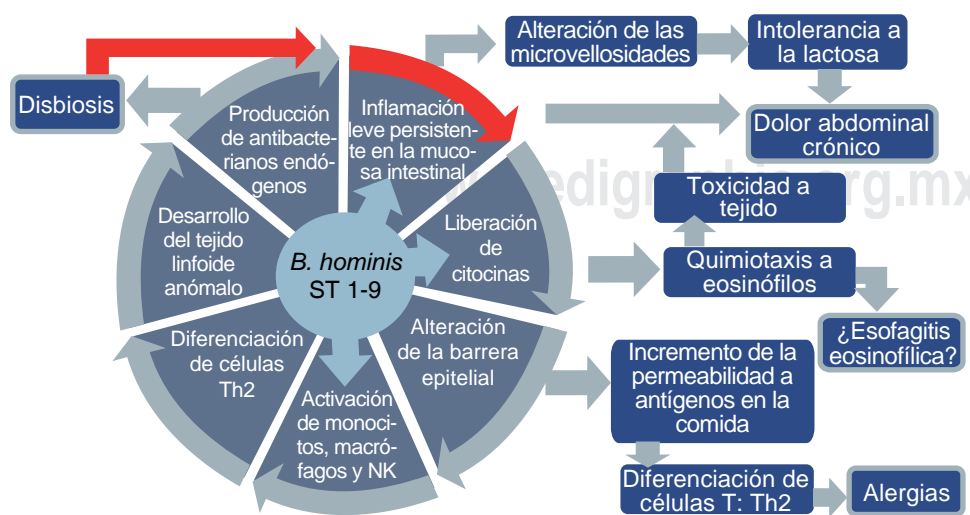 Disbiosis
Producción
de antibacte-
rianos endó-
genos
Inflamación
leve persisten-
te en la muco-
sa intestinal
Liberación
de
citocinas
Alteración
de la barrera
epitelial
Activación
de monoci-
tos, macró-
fagos y NK
Diferenciación
de células
Th2
Desarrollo
del tejido
linfoide
anómalo
B. hominis
ST 1-9
Alteración de las
microvellosidades
Intolerancia a
la lactosa
Dolor abdominal
crónico
Toxicidad a
tejido
Quimiotaxis a
eosinófilos
¿Esofagitis
eosinofílica?
Incremento de la
permeabilidad a
antígenos en la
comida
Diferenciación de
células T: Th2
Alergias